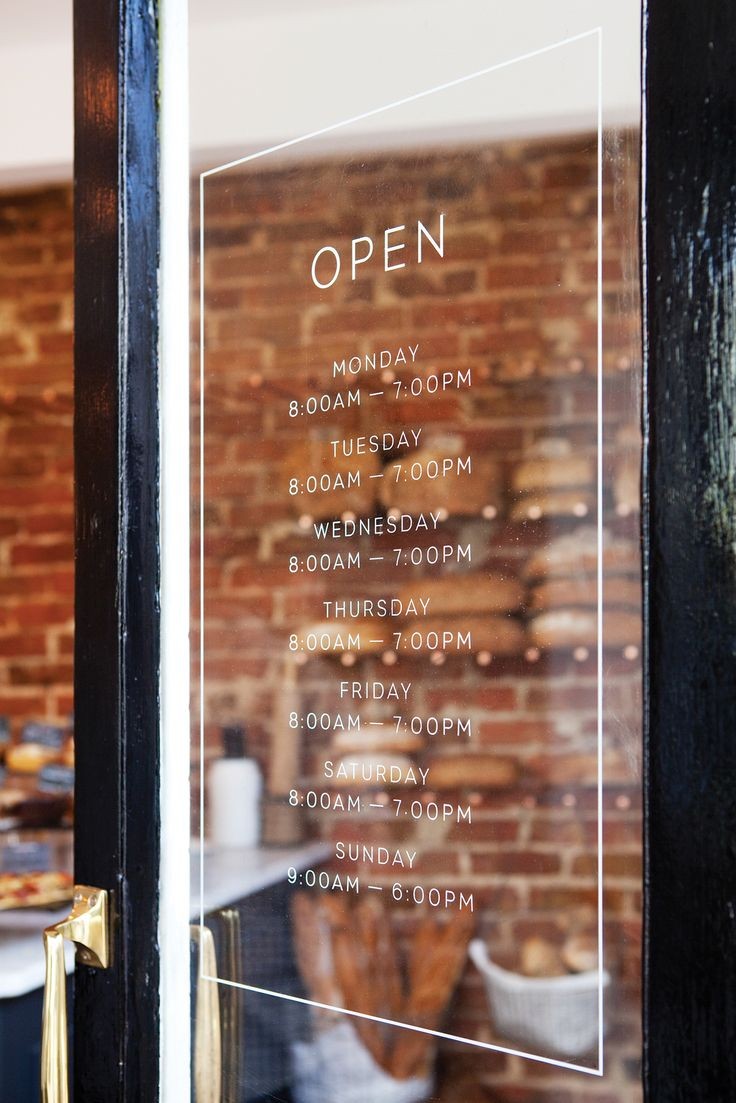 OPEN
MONDAY
8:00AM — 7:00PM
TUESDAY
8:00AM — 7:00PM
WEDNESDAY
8:00AM — 7:00PM
THURSDAY
8:00AM — 7:00PM
FRIDAY
8:00AM — 7:00PM
SATURDAY
8:00AM — 7:00PM
SUNDAY
9:00AM — 6:00PM